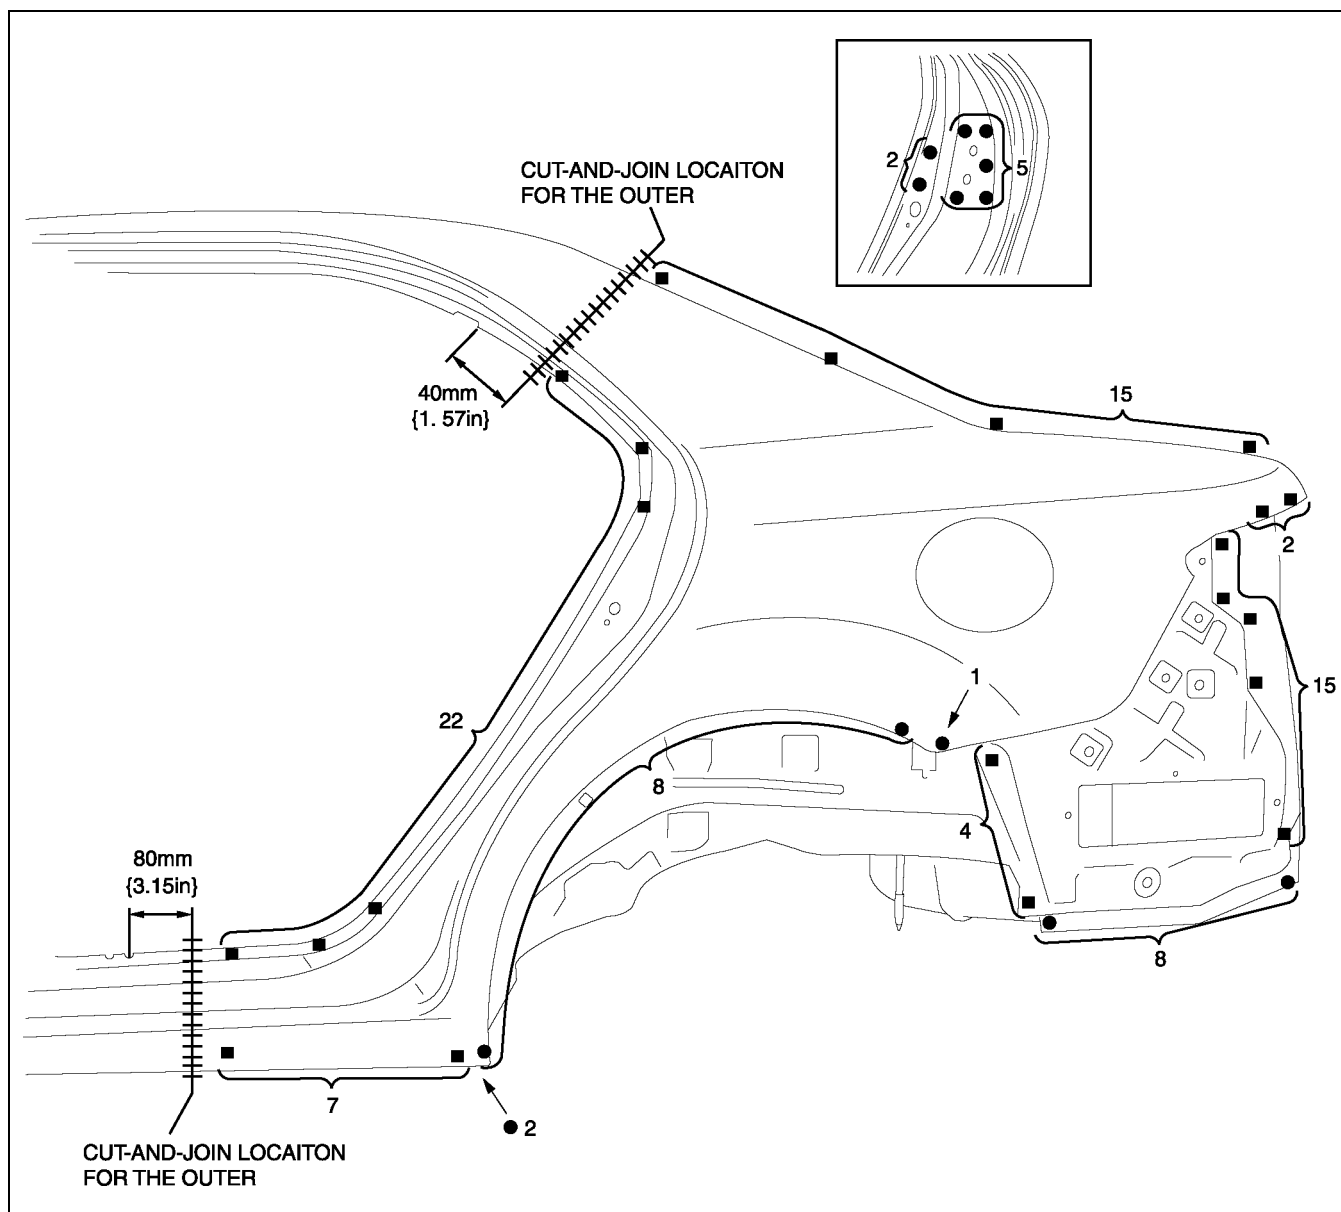 CUT-AND-JOIN LOCAITON
FOR THE OUTER
2
5
40mm
{1. 57in}
15
2
1
15
22
8
4
80mm
{3.15in}
8
7
2
CUT-AND-JOIN LOCAITON
FOR THE OUTER